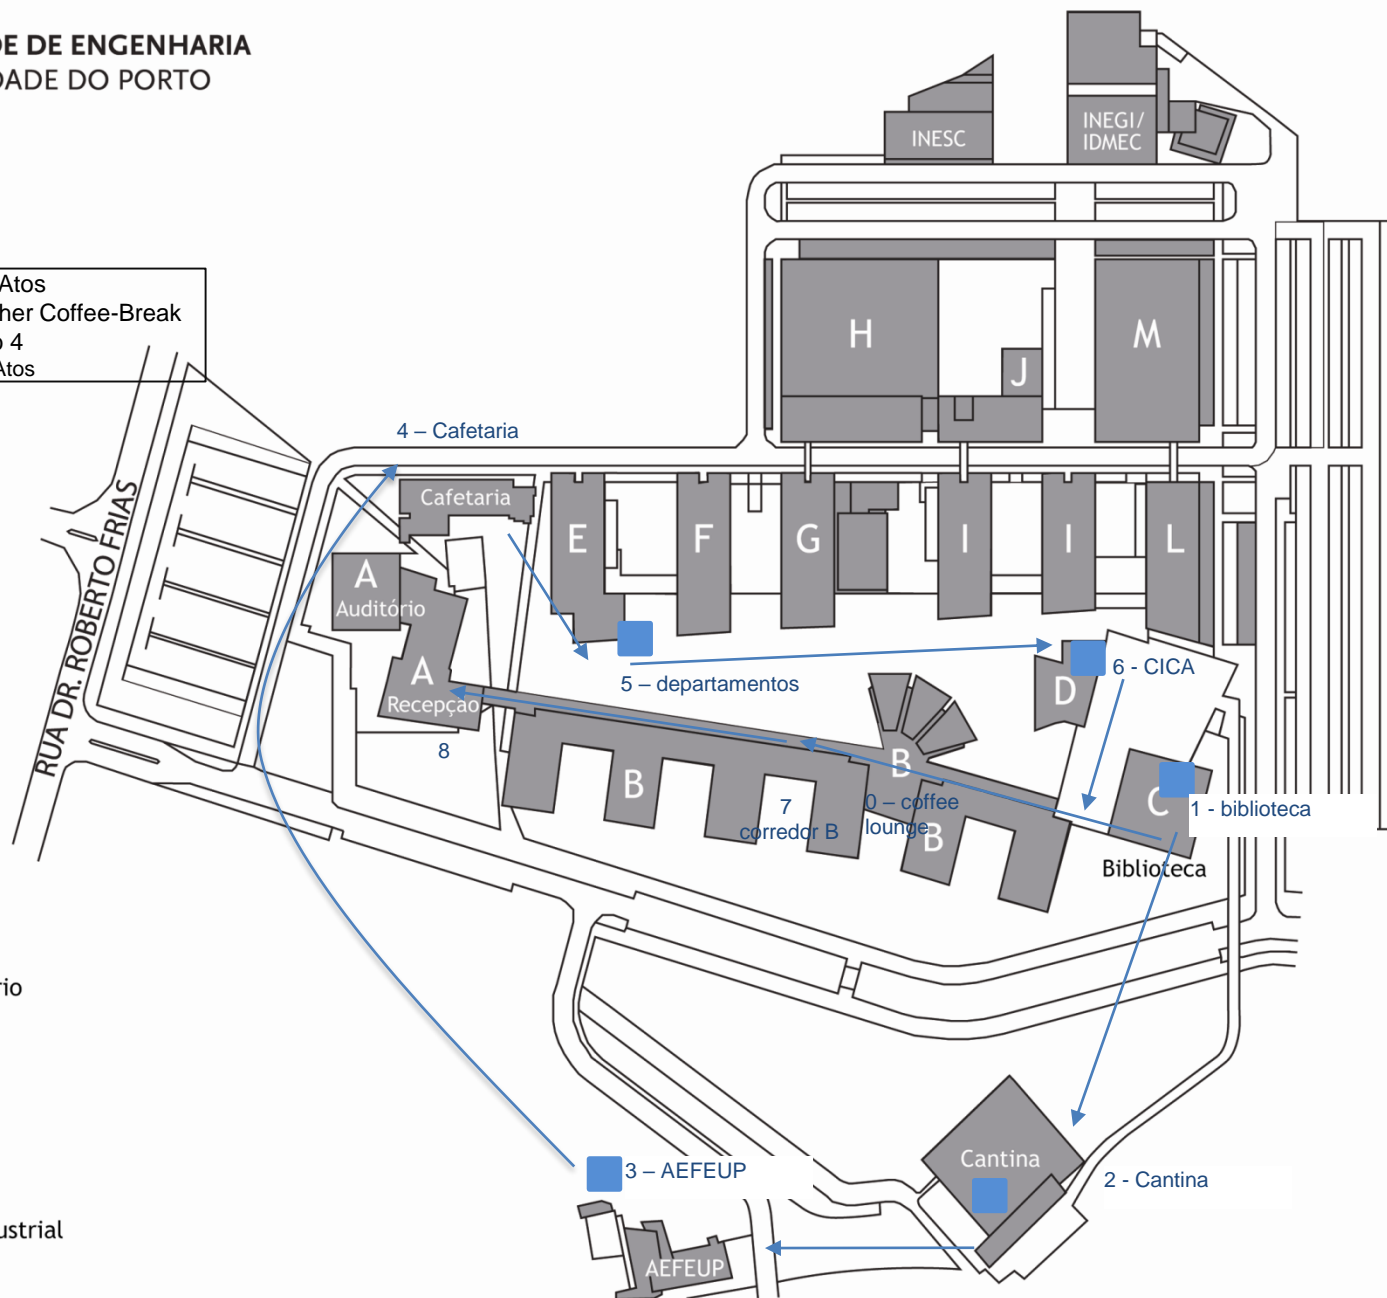 DE DE ENGENHARIA
DADE DO PORTO
INESC
INEGI/
IDMEC
Atos
her Coffee-Break
o 4
Atos
H
J
M
4 – Cafetaria
Cafetaria
E
F
G
I
I
L
A
Auditório
RUA DR. ROBERTO FRIAS
A
Recepção
5 – departamentos
6 - CICA
D
8
B
B
7
corredor B
0 – coffee
lounge
B
C
1 - biblioteca
Biblioteca
rio
3 – AEFEUP
Cantina
2 - Cantina
ustrial
AEFEUP